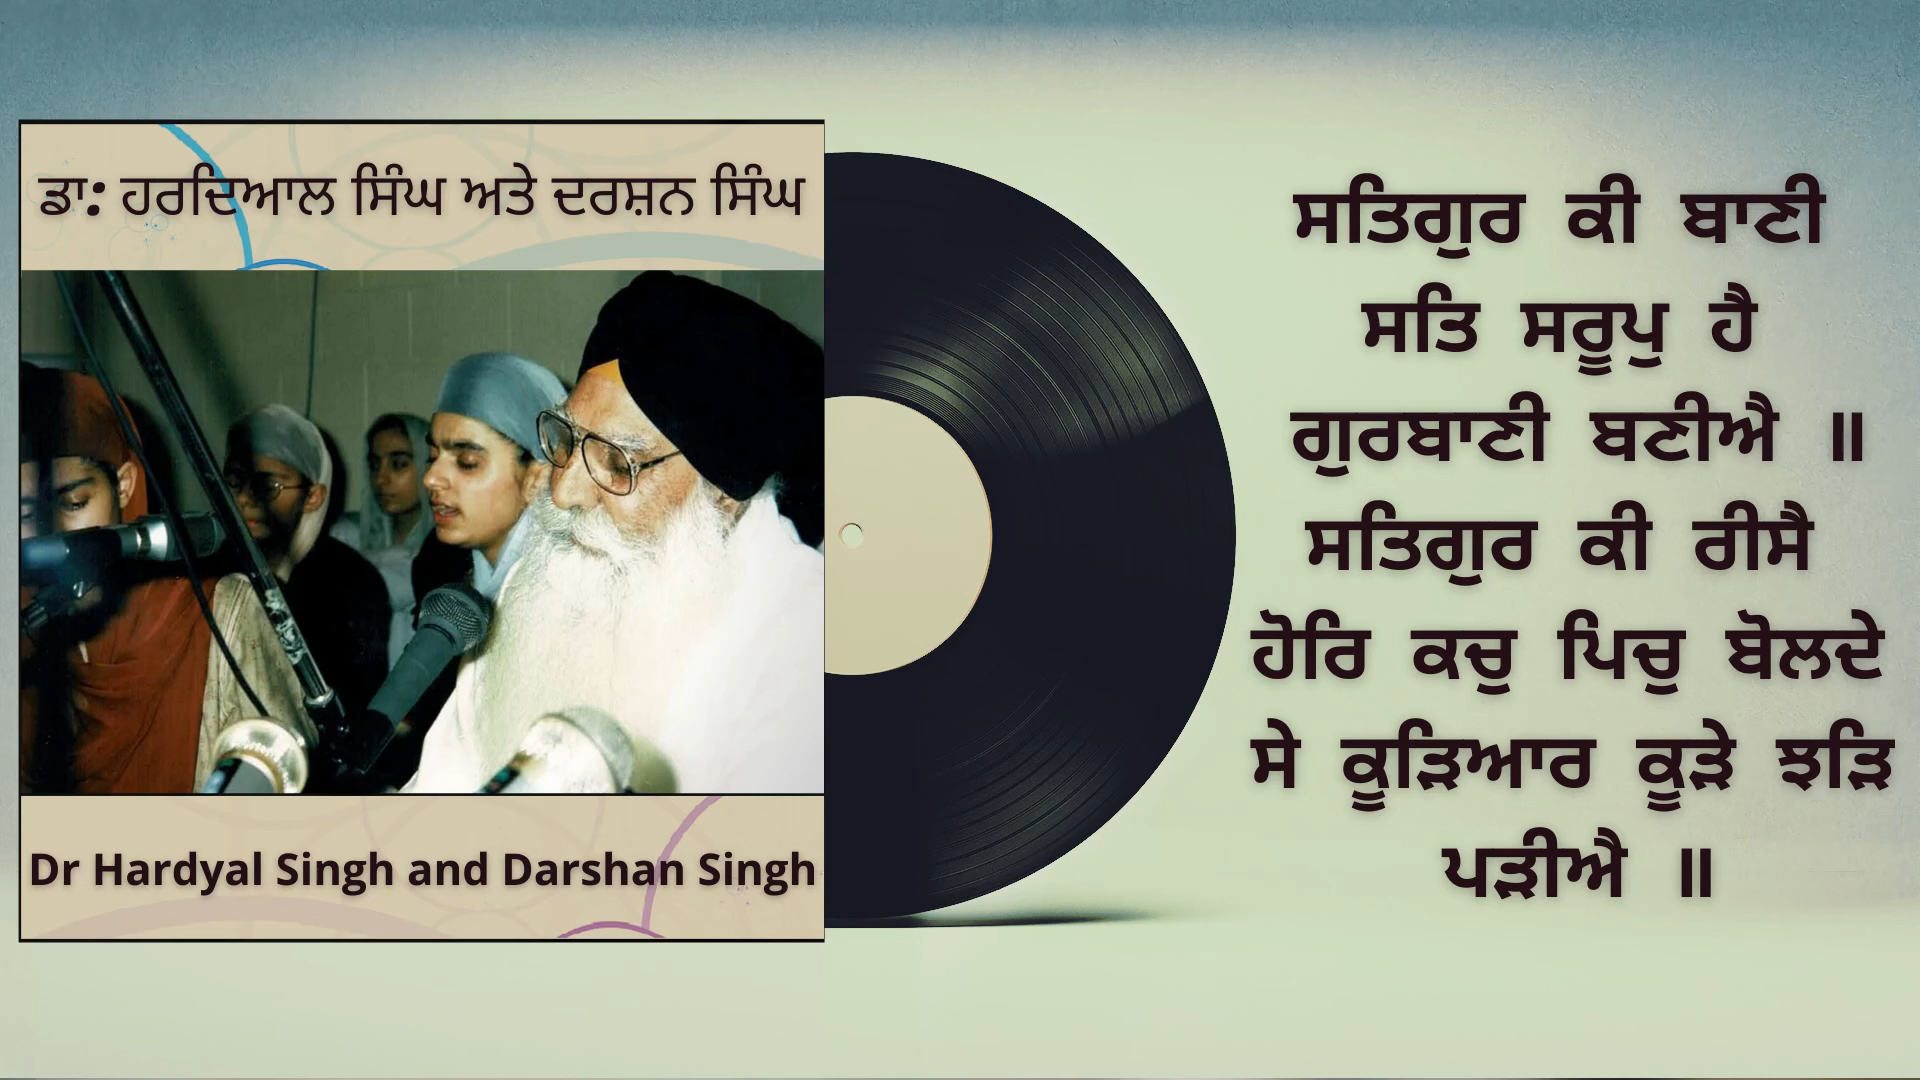 ਡਾ: ਹਰਦਿਆਲ ਸਿੰਘ ਅਤੇ ਦਰਸ਼ਨ ਸਿੰਘ
Dr Hardyal Singh and Darshan Singh
ਸਤਿਗੁਰ ਕੀ ਬਾਣੀ
ਸਤਿ ਸਰੂਪੁ ਹੈ
ਗੁਰਬਾਣੀ ਬਣੀਐ ॥
ਸਤਿਗੁਰ ਕੀ ਰੀਸੈ
ਹੋਰਿ ਕਚੁ ਪਿਚੁ ਬੋਲਦੇ
ਸੇ ਕੂੜਿਆਰ ਕੂੜੇ ਝੜਿ
ਪੜੀਐ ॥